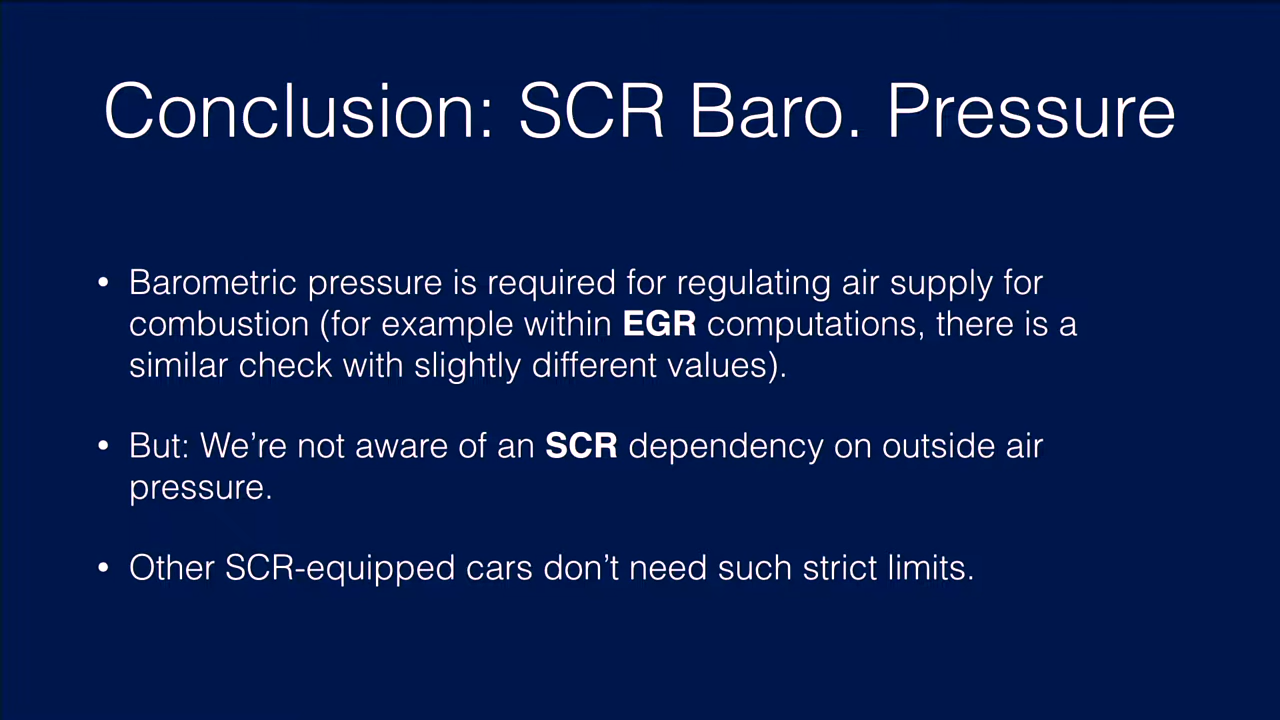 Conclusion: SCR Baro. Pressure
• Barometric pressure is required for regulating air supply for
combustion (for example within EGR computations, there is a
similar check with slightly different values).
• But: We’re not aware of an SCR dependency on outside air
pressure.
• Other SCR-equipped cars don’t need such strict limits.